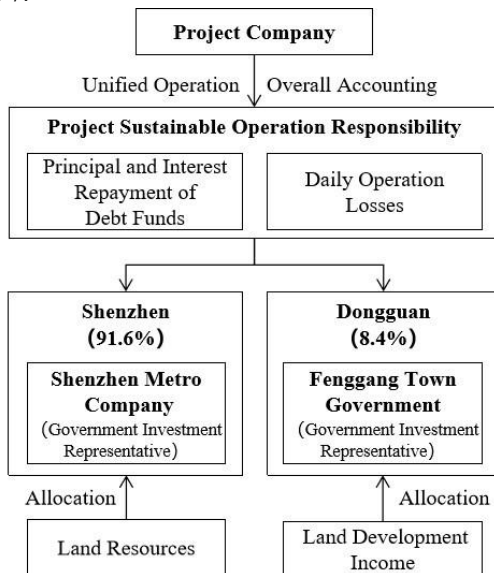 Project Company
Unified Operation
Overall Accounting
Project Sustainable Operation Responsibility
Principal and Interest
Repayment of
Debt Funds
Daily Operation
Losses
Shenzhen
(91.6%)
Shenzhen Metro
Company
(Government Investment
Representative)
Dongguan
(8.4%)
Fenggang Town
Government
(Government Investment
Representative)
Allocation
Allocation
Land Resources
Land Development
Income